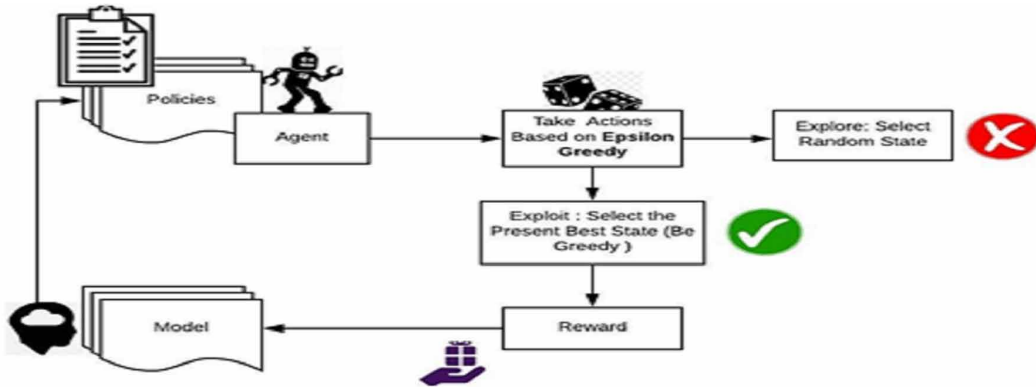 Policies
Agent
Take Actions
Based on Epsilon
Greedy
Explore: Select
Random State
Exploit : Select the
Present Best State (Be
Greedy )
Model
Reward